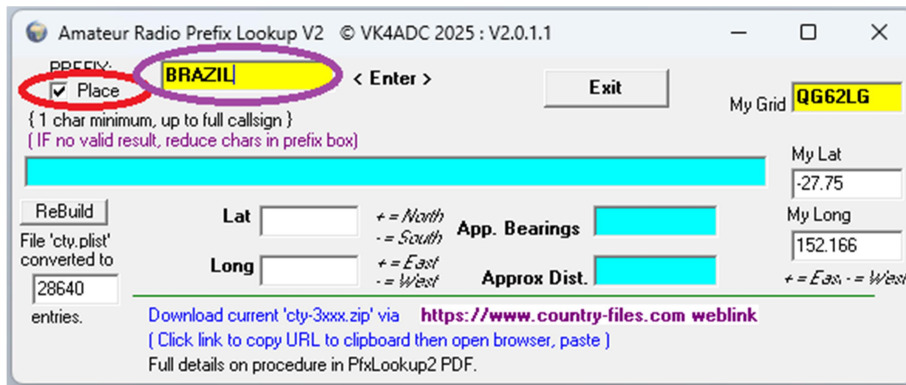 Amateur Radio Prefix Lookup V2 © VK4ADC 2025 : V2.0.1.1
PREFIX:
BRAZIL
< Enter >
Exit
Place
My Grid QG62LG
{ 1 char minimum, up to full callsign }
( IF no valid result, reduce chars in prefix box)
My Lat
-27.75
ReBuild
Lat
+ = North
- = South
App. Bearings
My Long
152.166
File 'cty.plist'
converted to
28640
entries.
Long
+ = East
- = West
Approx Dist.
+ = Eas, - = West
Download current 'cty-3xxx.zip' via https://www.country-files.com weblink
( Click link to copy URL to clipboard then open browser, paste )
Full details on procedure in PfxLookup2 PDF.